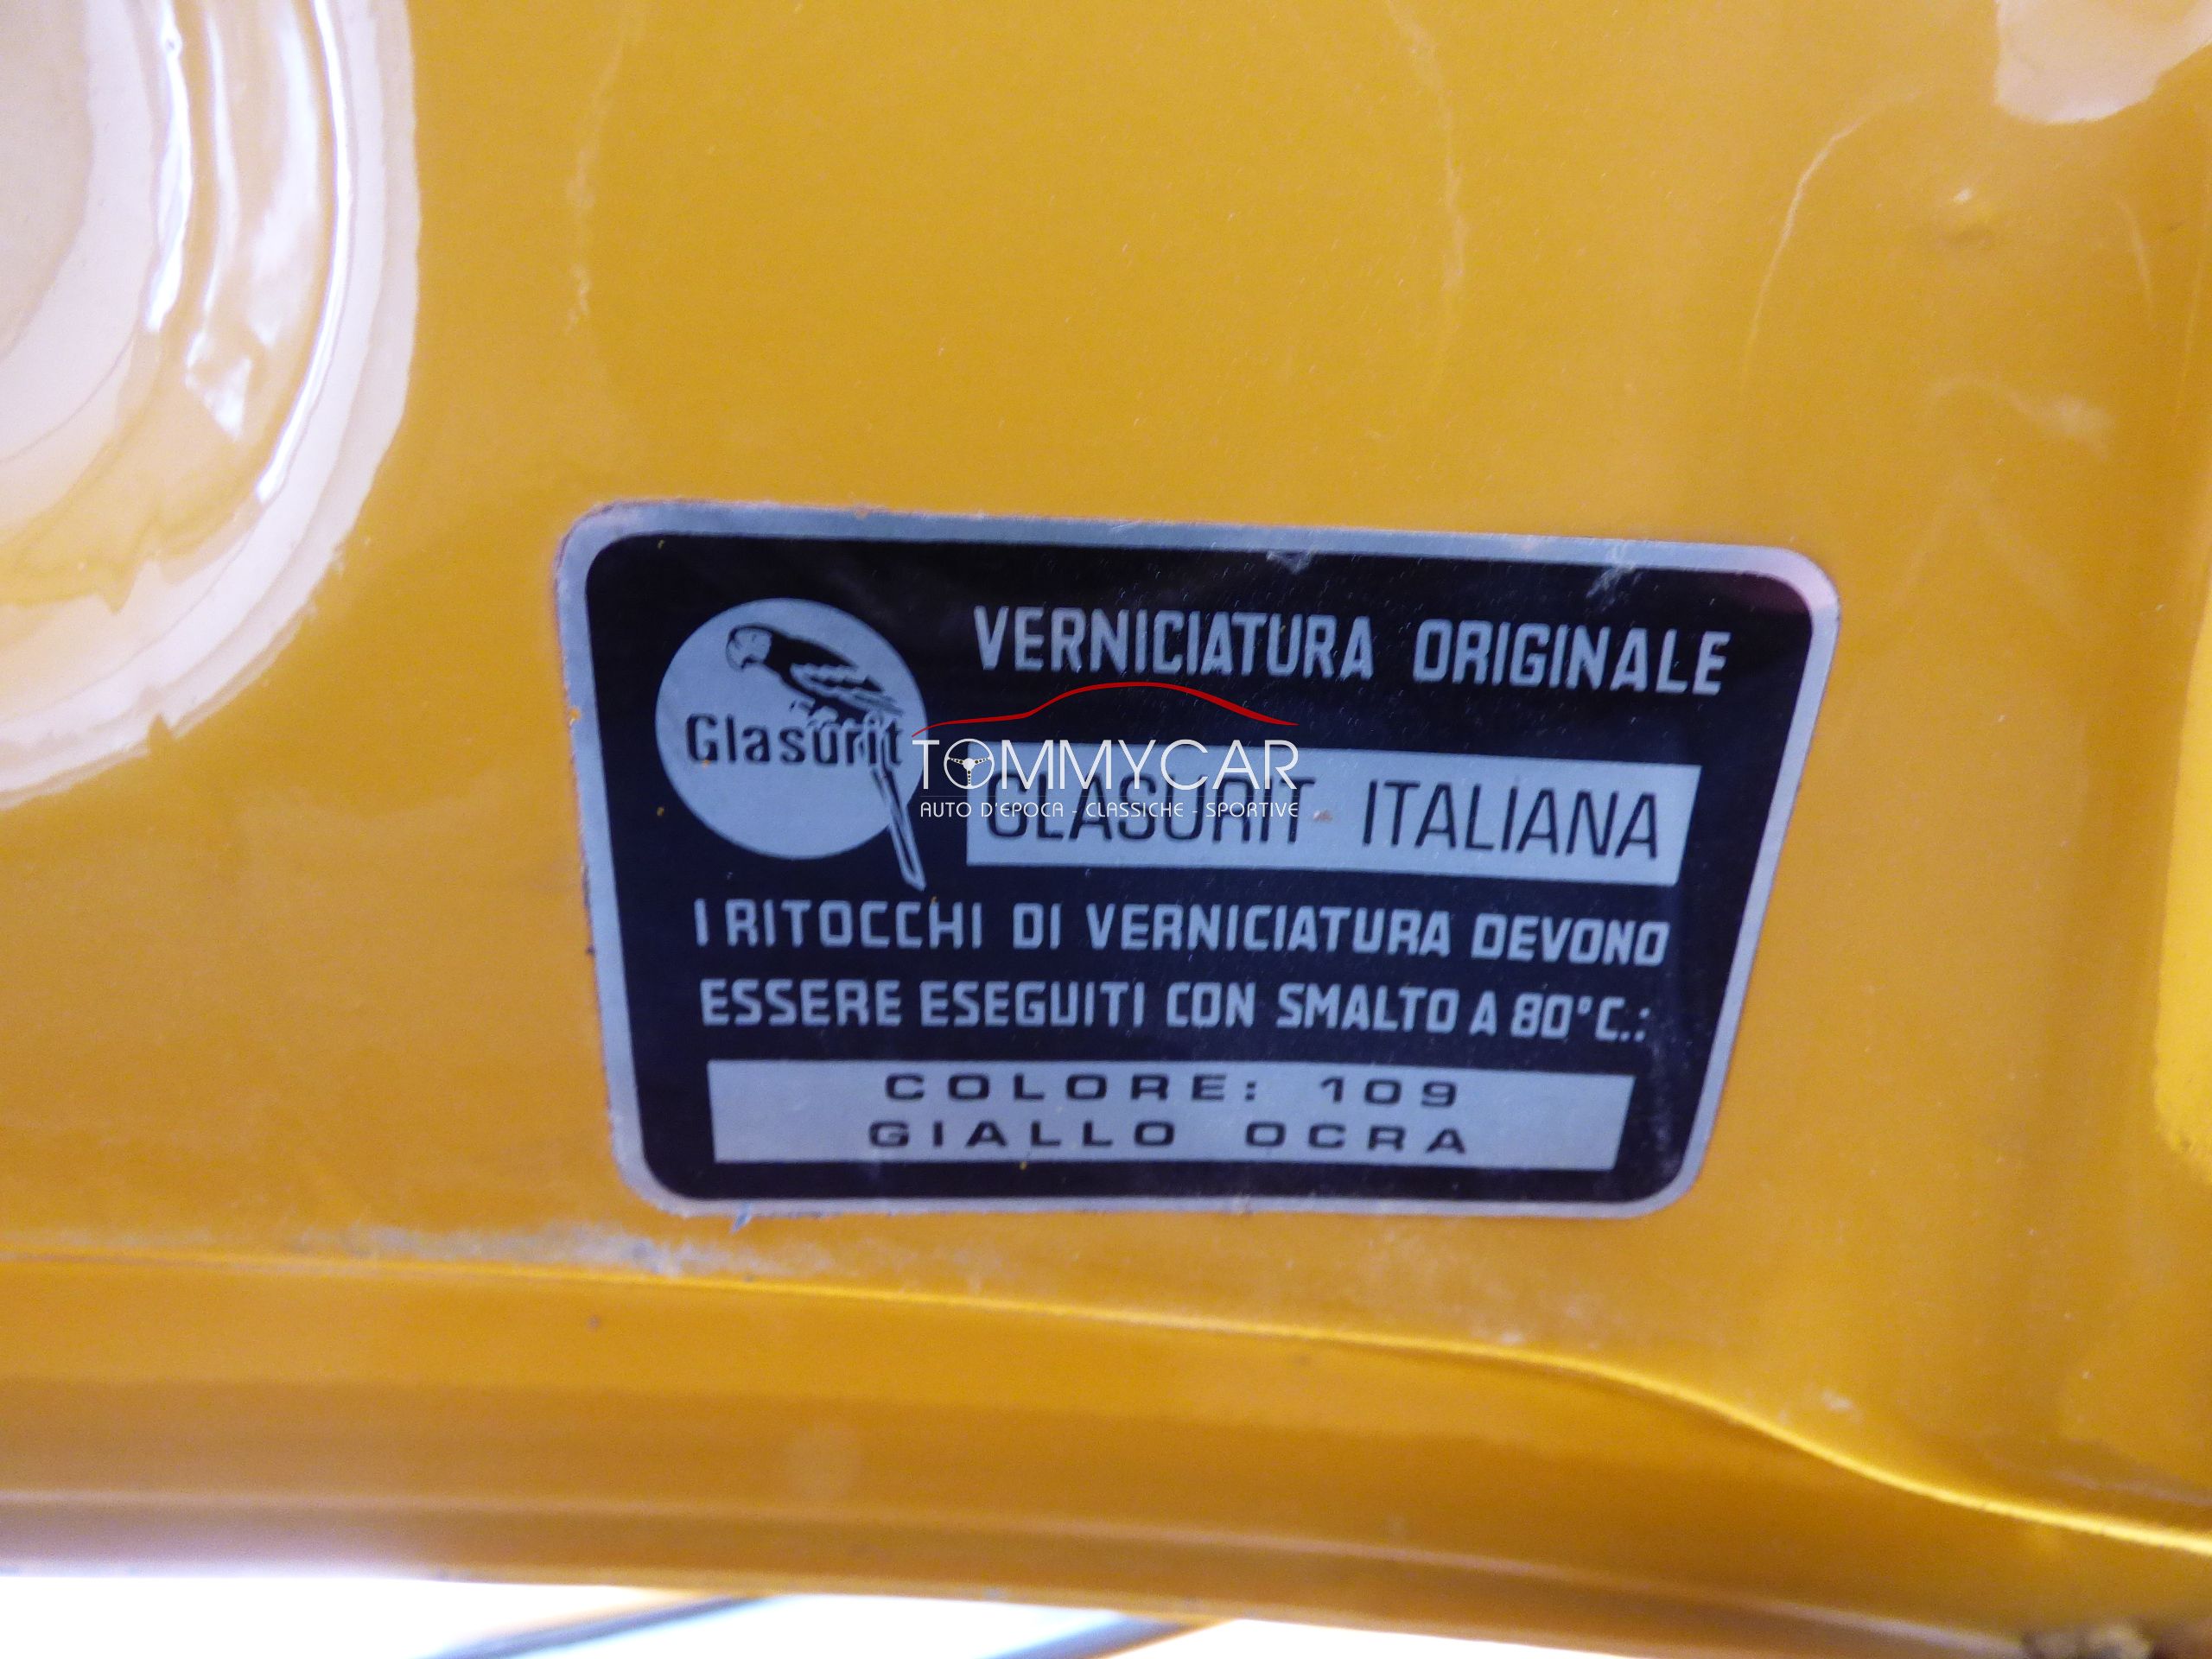 VERNICIATURA ORIGINALE
Glasurit
TOMMYCAR
AUTO D'EPOCA - CLASSICHE - SPORTIVE
GLASURIT ITALIANA
I RITOCCHI DI VERNICIATURA DEVONO
ESSERE ESEGUITI CON SMALTO A 80°C.:
COLORE: 109
GIALLO OCRA